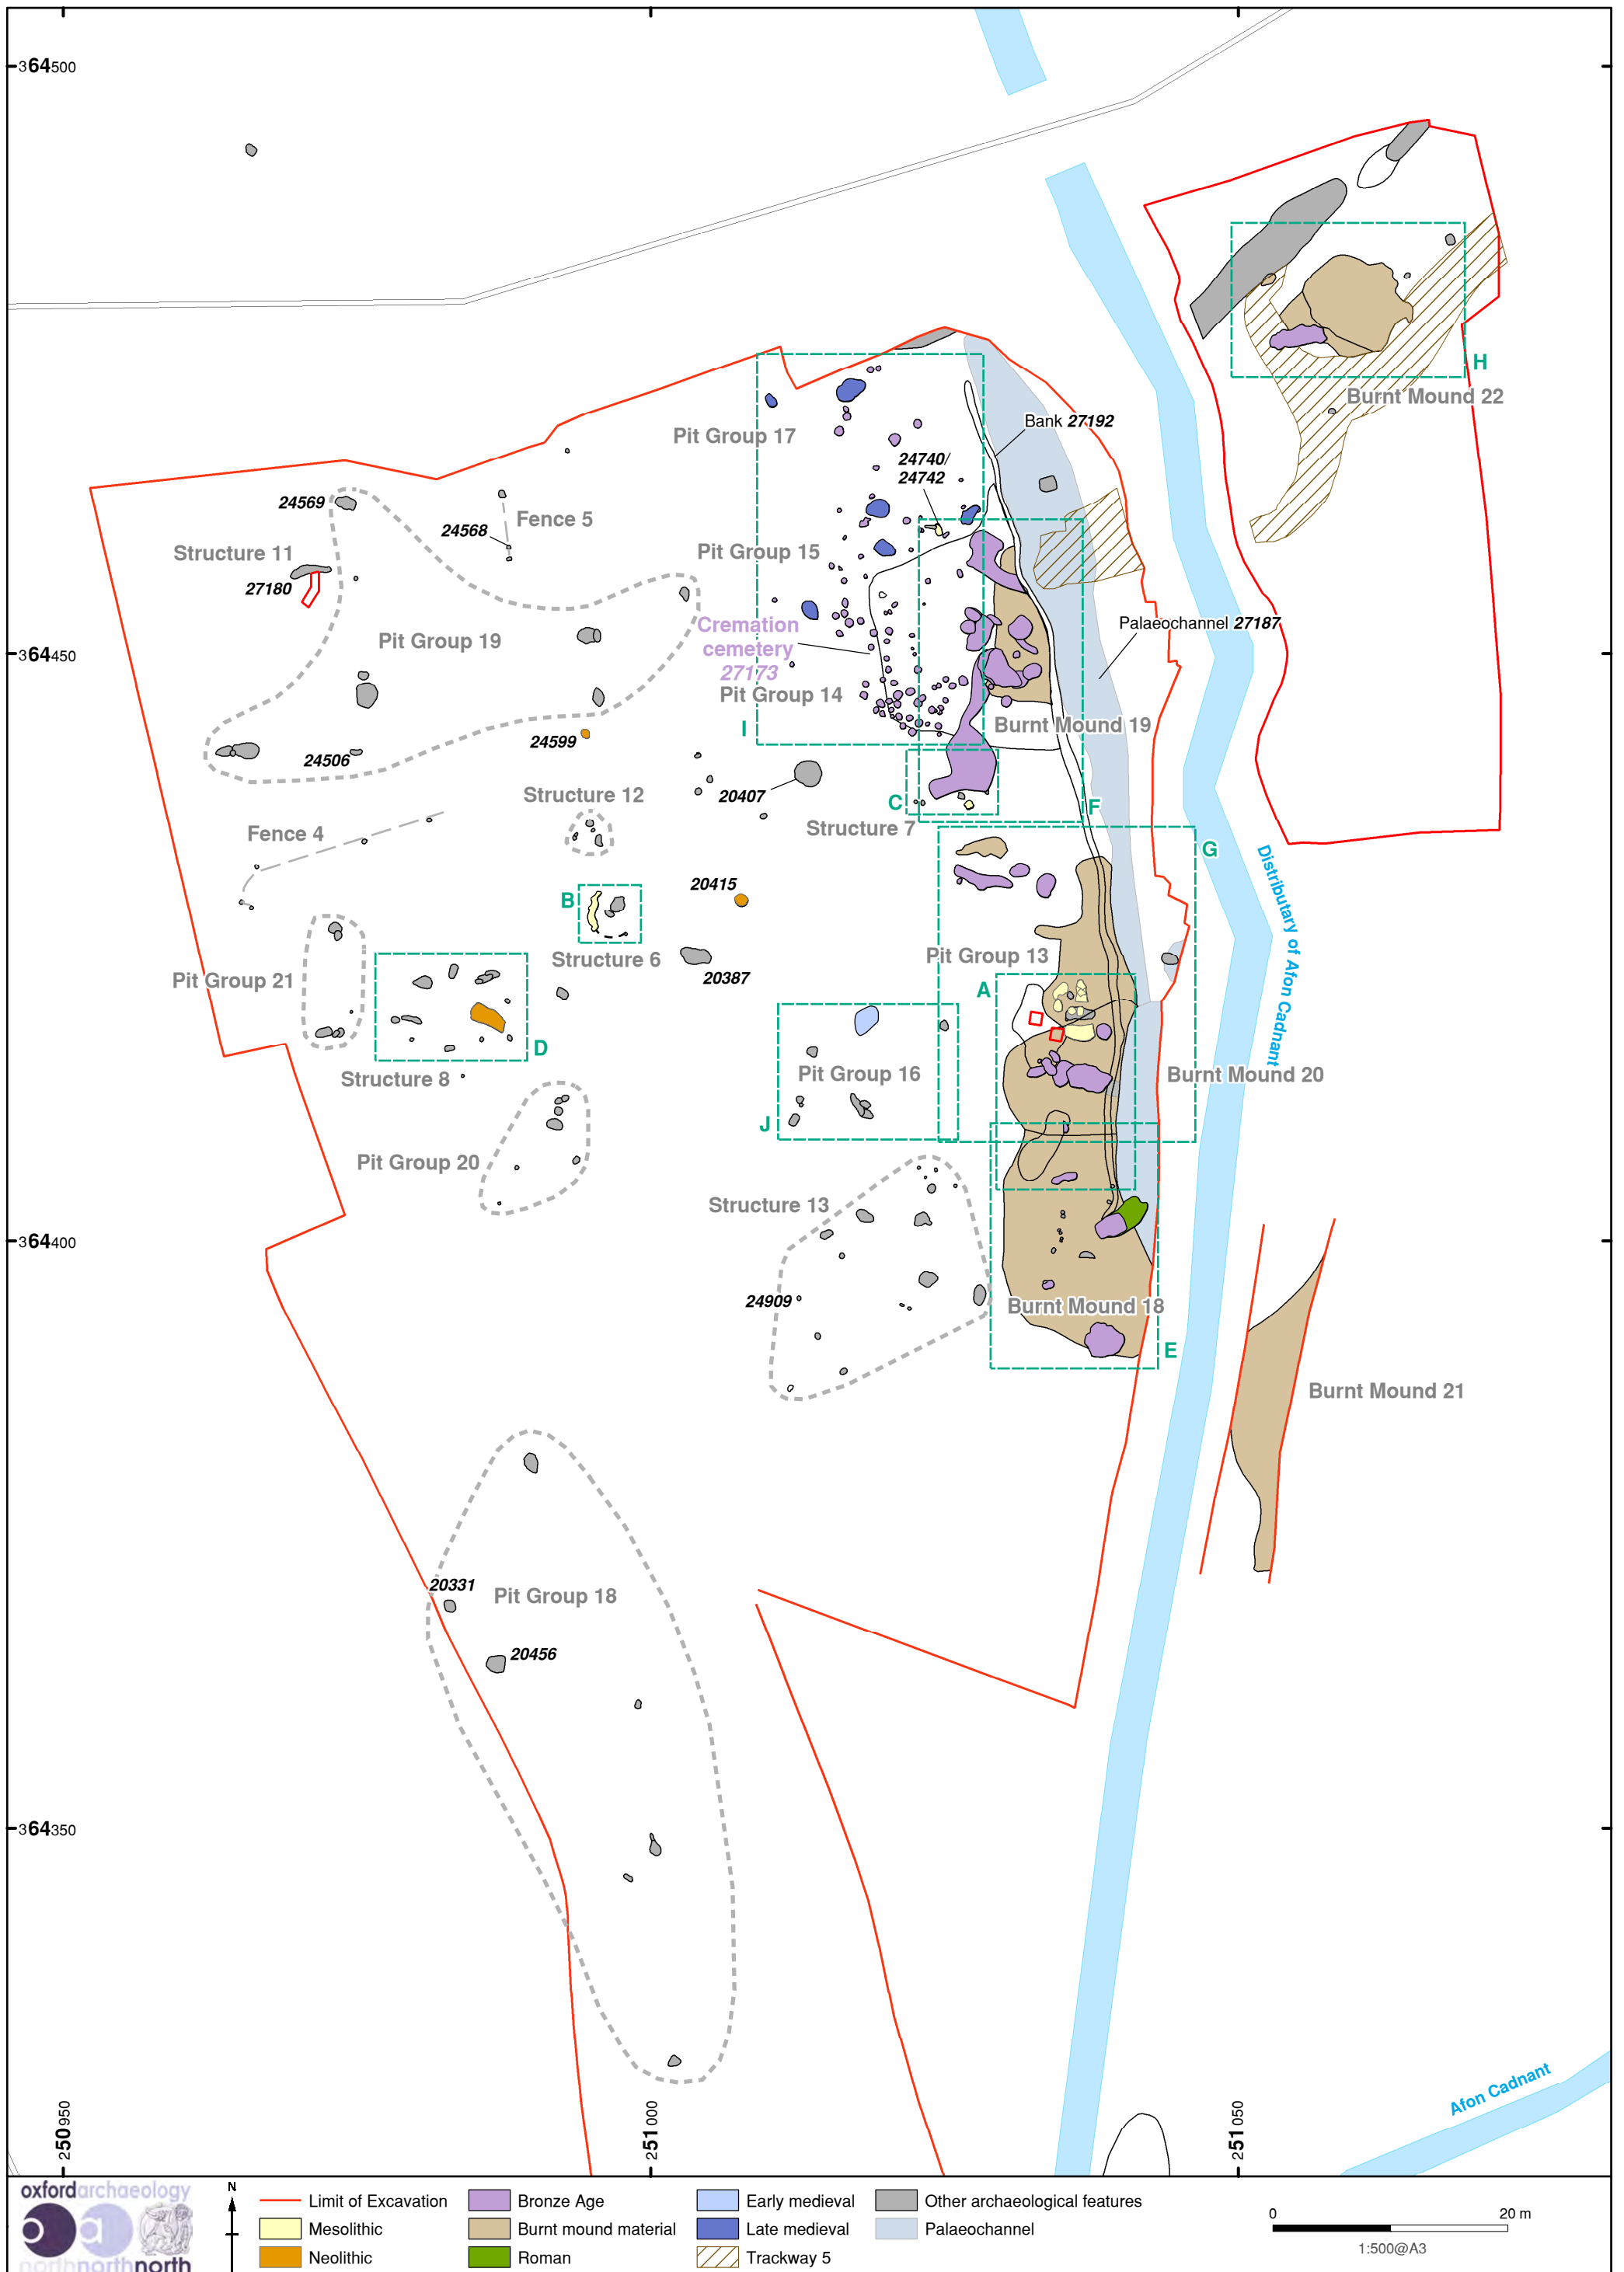 364500
Burnt Mound 22
H
Bank 27192
Pit Group 17
24740/
24742
24569
Fence 5
24568
Structure 11
27180
Pit Group 15
Palaeochannel 27187
Cremation
cemetery
27173
Pit Group 19
364450
Pit Group 14
I
Burnt Mound 19
24599
24506
20407
Structure 12
C
F
Structure 7
Fence 4
G
Distributary of Afon Cadnant
20415
B
Structure 6
Pit Group 13
20387
Pit Group 21
A
D
Structure 8
Pit Group 16
Burnt Mound 20
J
Pit Group 20
Structure 13
364400
24909
Burnt Mound 18
E
Burnt Mound 21
20331
Pit Group 18
20456
364350
Afon Cadnant
250950
251000
251050
oxfordarchaeology
northnorthnorth
N
Limit of Excavation
Mesolithic
Neolithic
Bronze Age
Burnt mound material
Roman
Early medieval
Late medieval
Trackway 5
Other archaeological features
Palaeochannel
0
20 m
1:500@A3